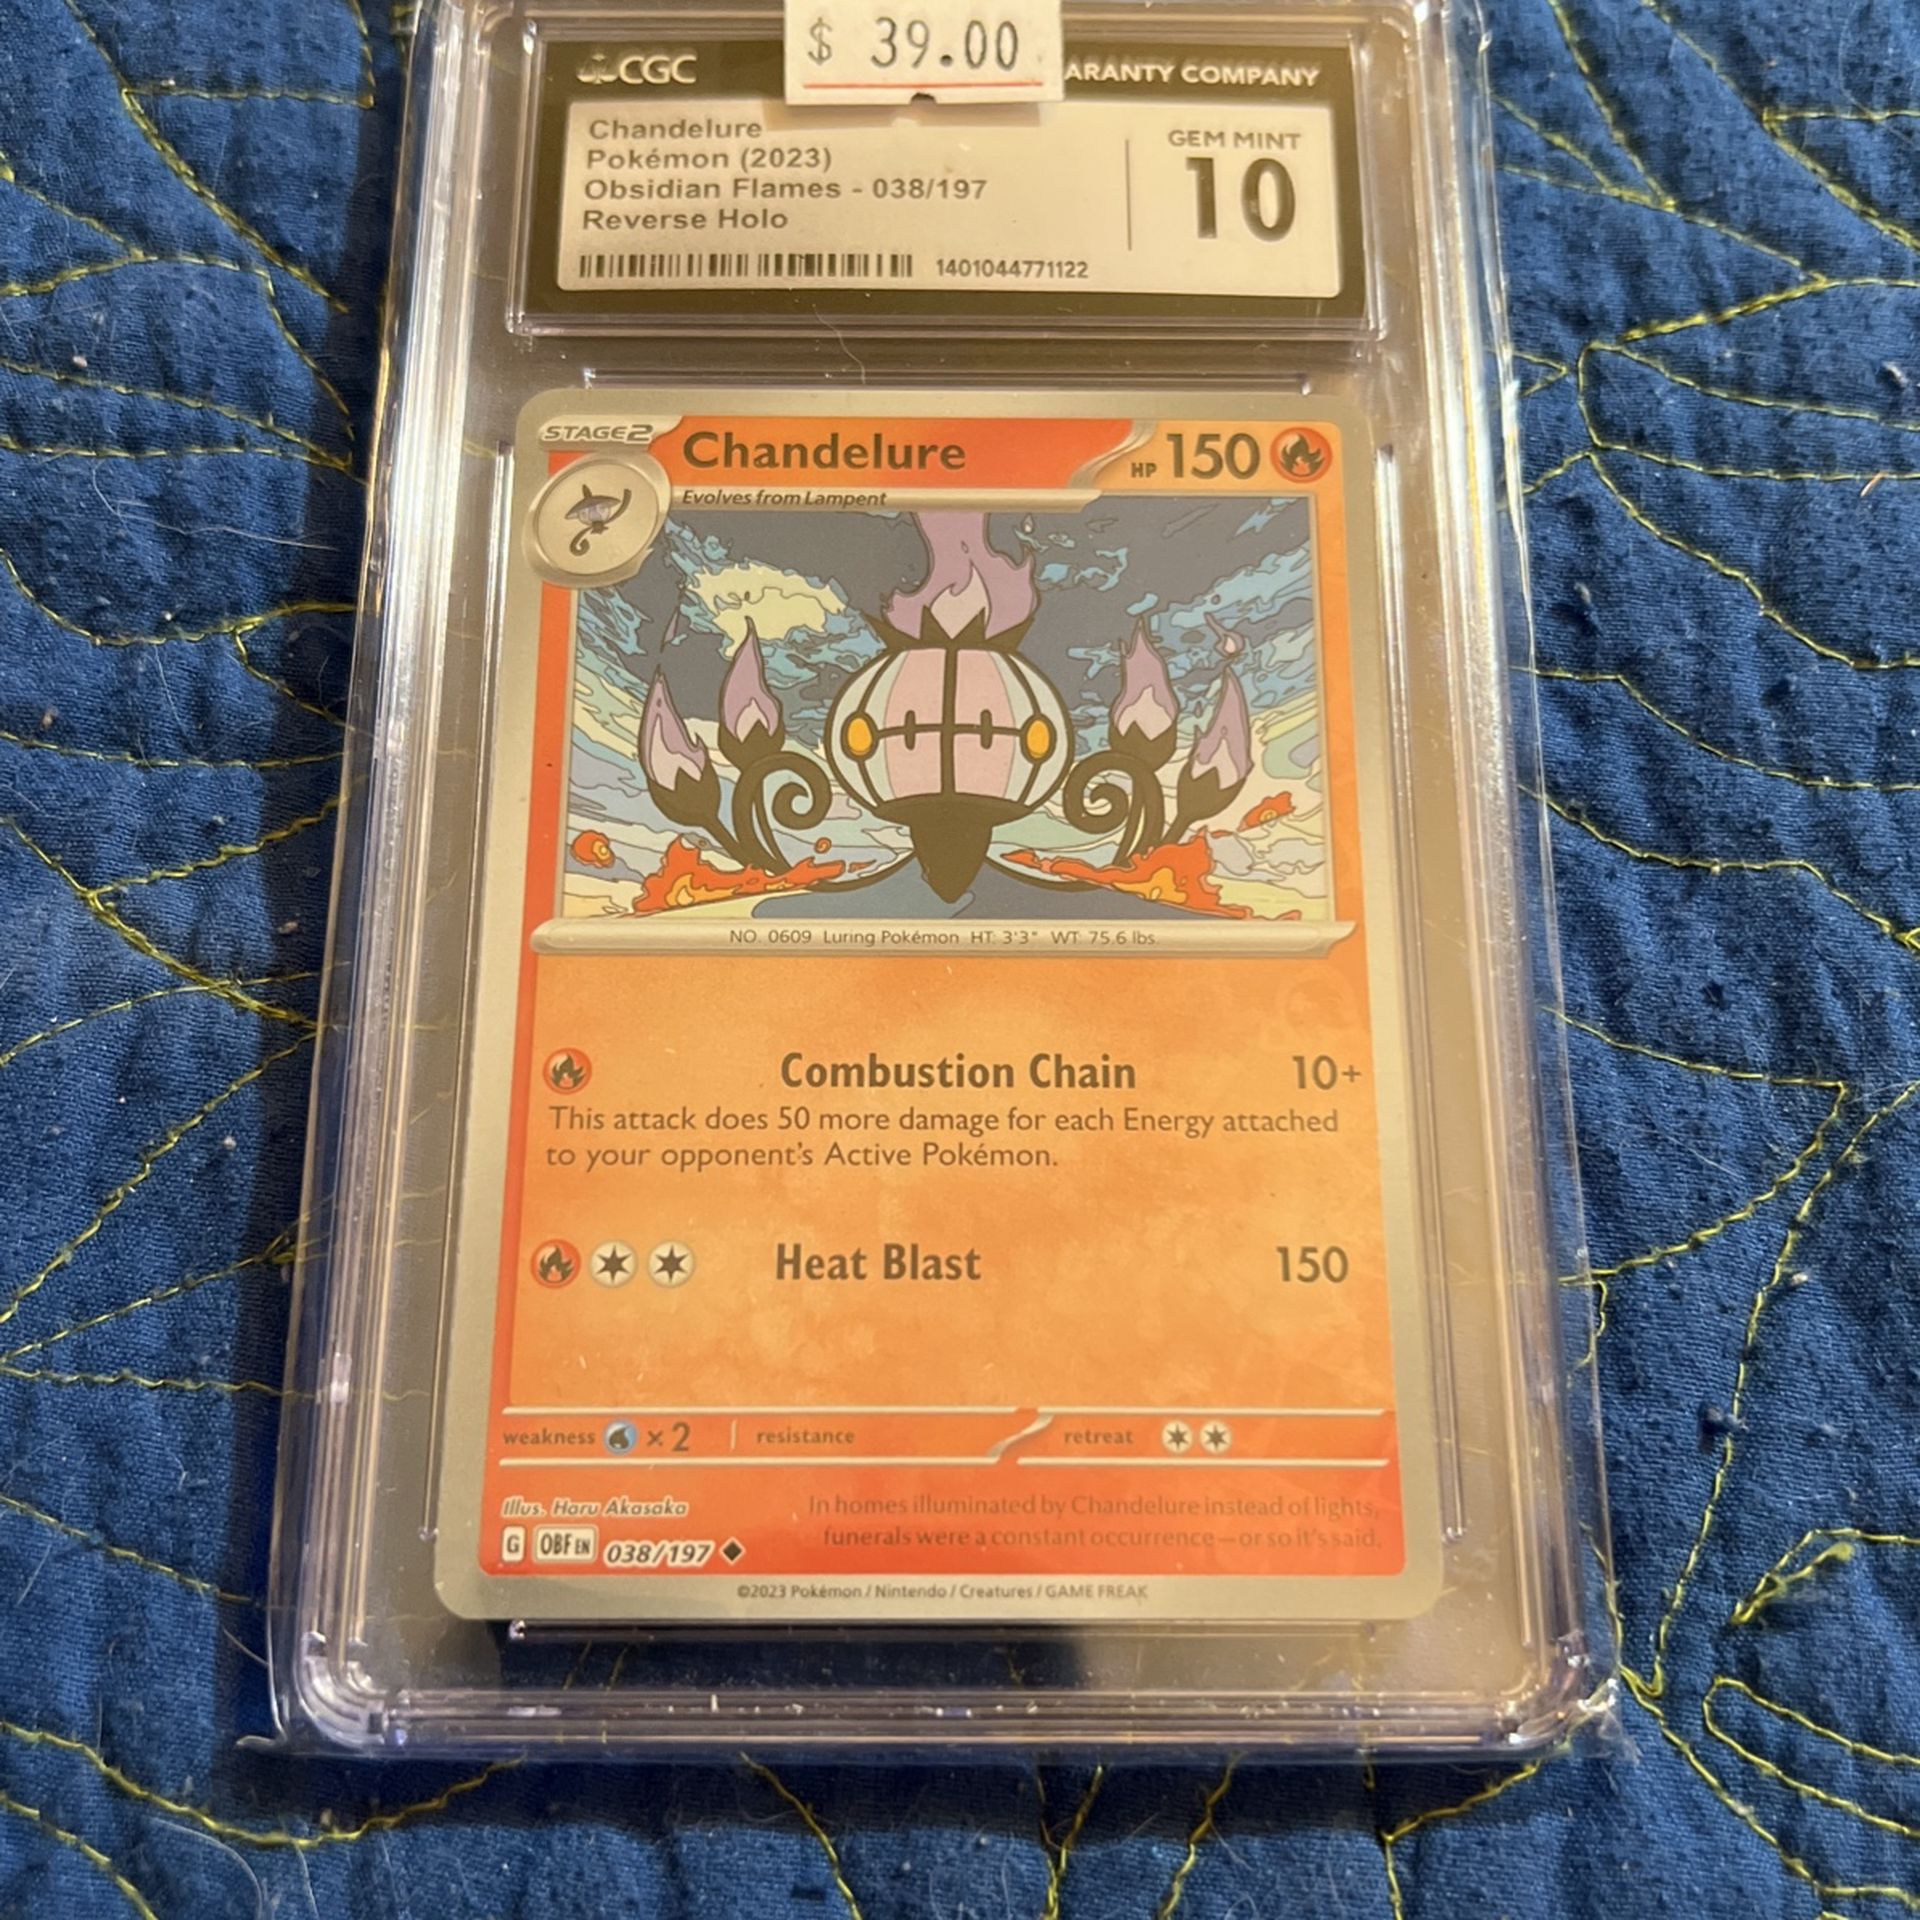 $ 39.00
CGC
ARANTY COMPANY
Chandelure
Pokémon (2023)
Obsidian Flames - 038/197
Reverse Holo
GEM MINT
10
1401044771122
STAGE2
Chandelure
HP 150
Evolves from Lampent
NO. 0609 Luring Pokémon HT: 3'3" WT: 75.6 lbs.
Combustion Chain 10+
This attack does 50 more damage for each Energy attached
to your opponent's Active Pokémon.
Heat Blast 150
weakness ×2 resistance retreat
Illus. Haru Akasaka
In homes illuminated by Chandelure instead of lights,
funerals were a constant occurrence—or so it's said.
G OBF EN 038/197
©2023 Pokémon / Nintendo / Creatures / GAME FREAK